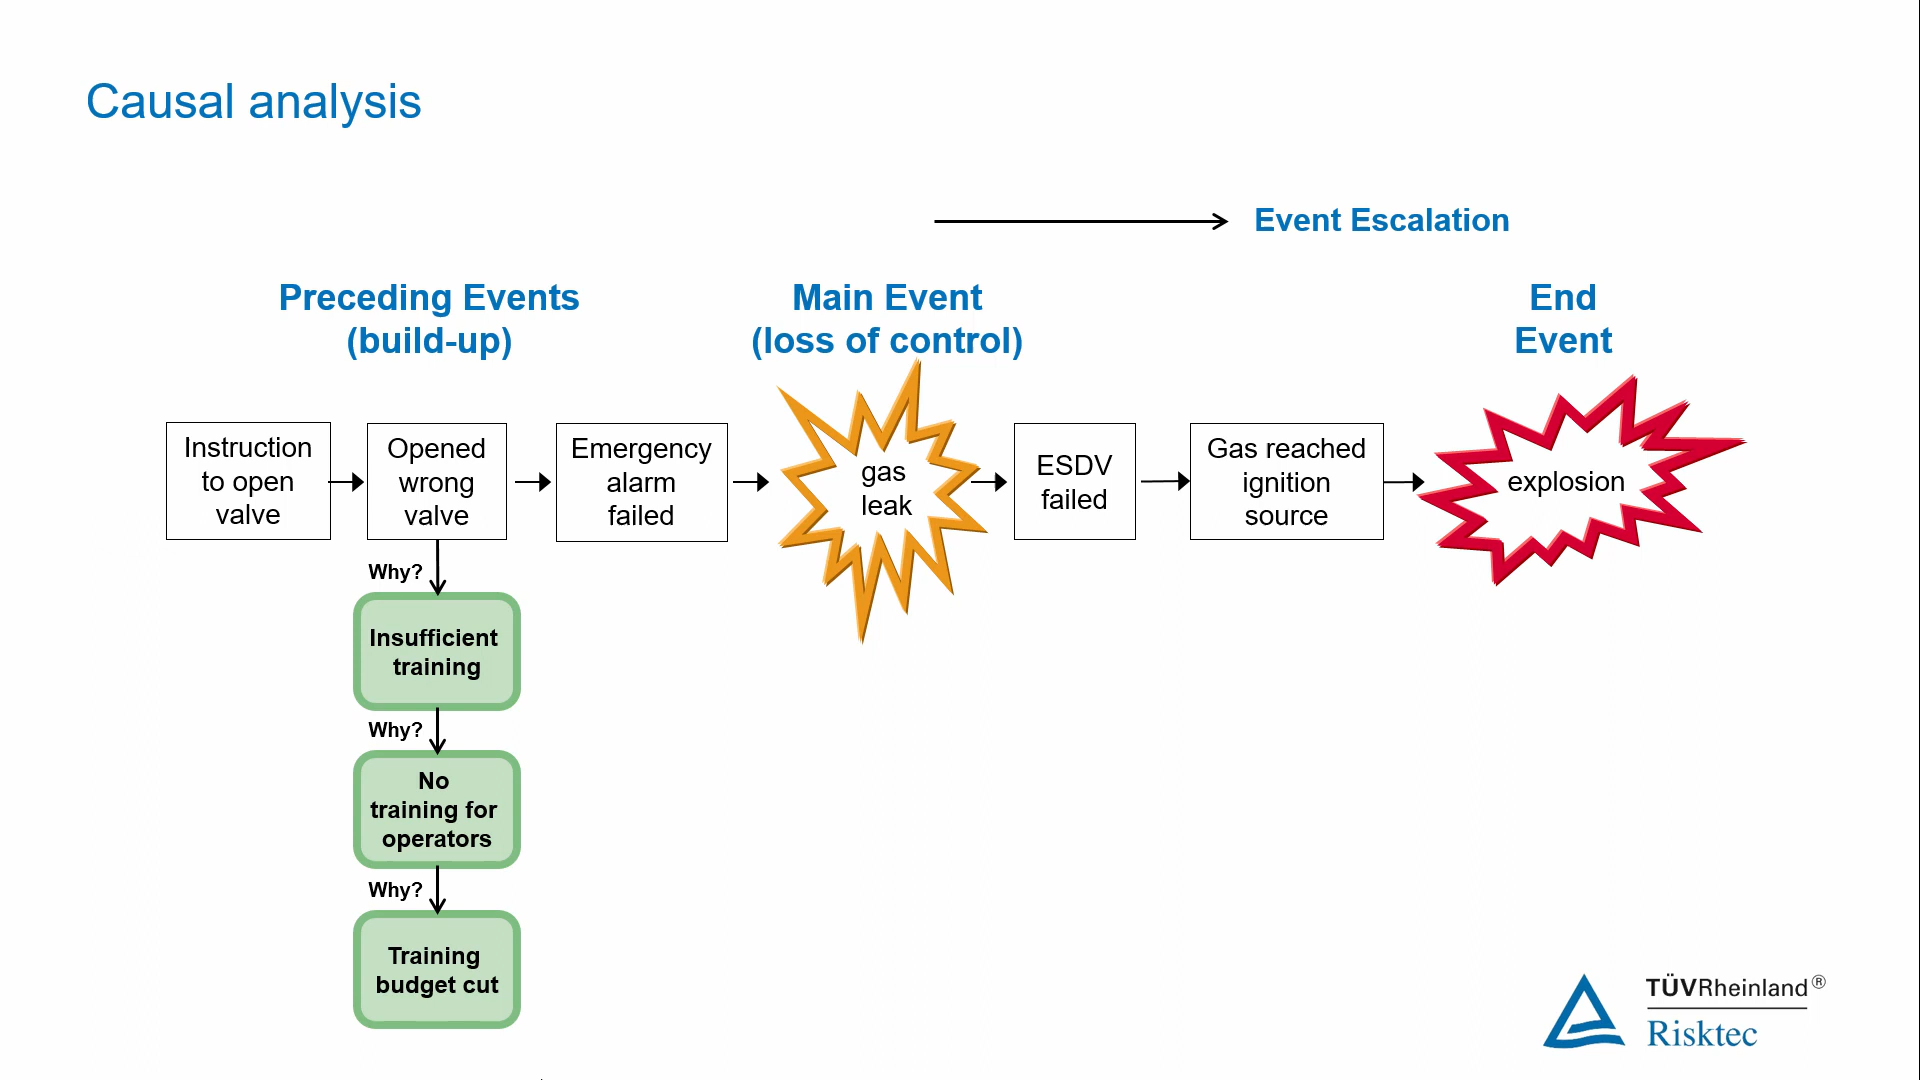 Causal analysis
Event Escalation
Preceding Events
(build-up)
Main Event
(loss of control)
End
Event
Instruction
to open
valve
Opened
wrong
valve
Emergency
alarm
failed
gas
leak
ESDV
failed
Gas reached
ignition
source
explosion
Why?
Insufficient
training
Why?
No
training for
operators
Why?
Training
budget cut
TÜVRheinland®
Risktec